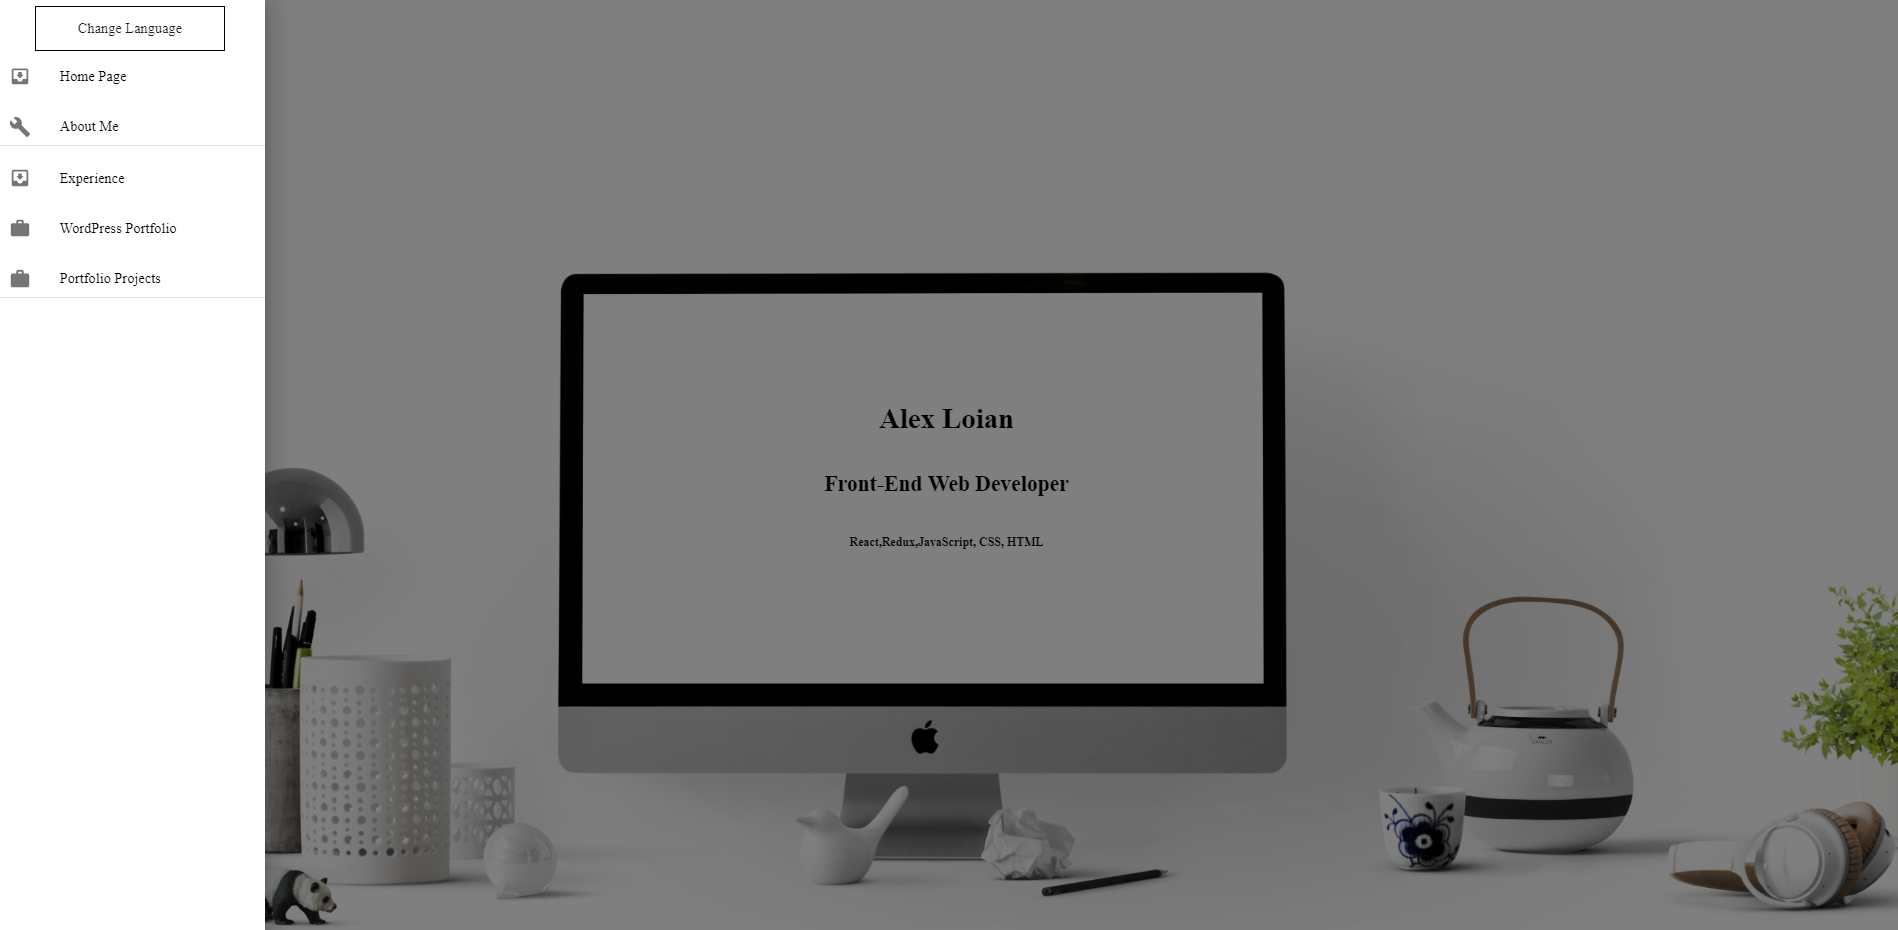 Change Language
Home Page
About Me
Experience
WordPress Portfolio
Portfolio Projects
Alex Loian
Front-End Web Developer
React,Redux,JavaScript, CSS, HTML